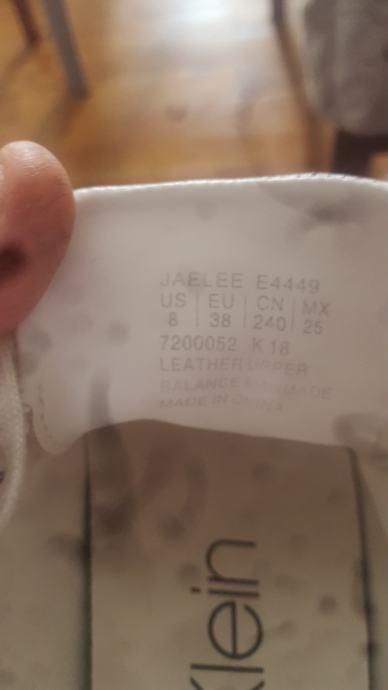 JAELEE E4449
US | EU | CN | MX
8 | 38 | 240 | 25
7200052 K 18
LEATHER UPPER
BALANCE MAN MADE
MADE IN CHINA
klein